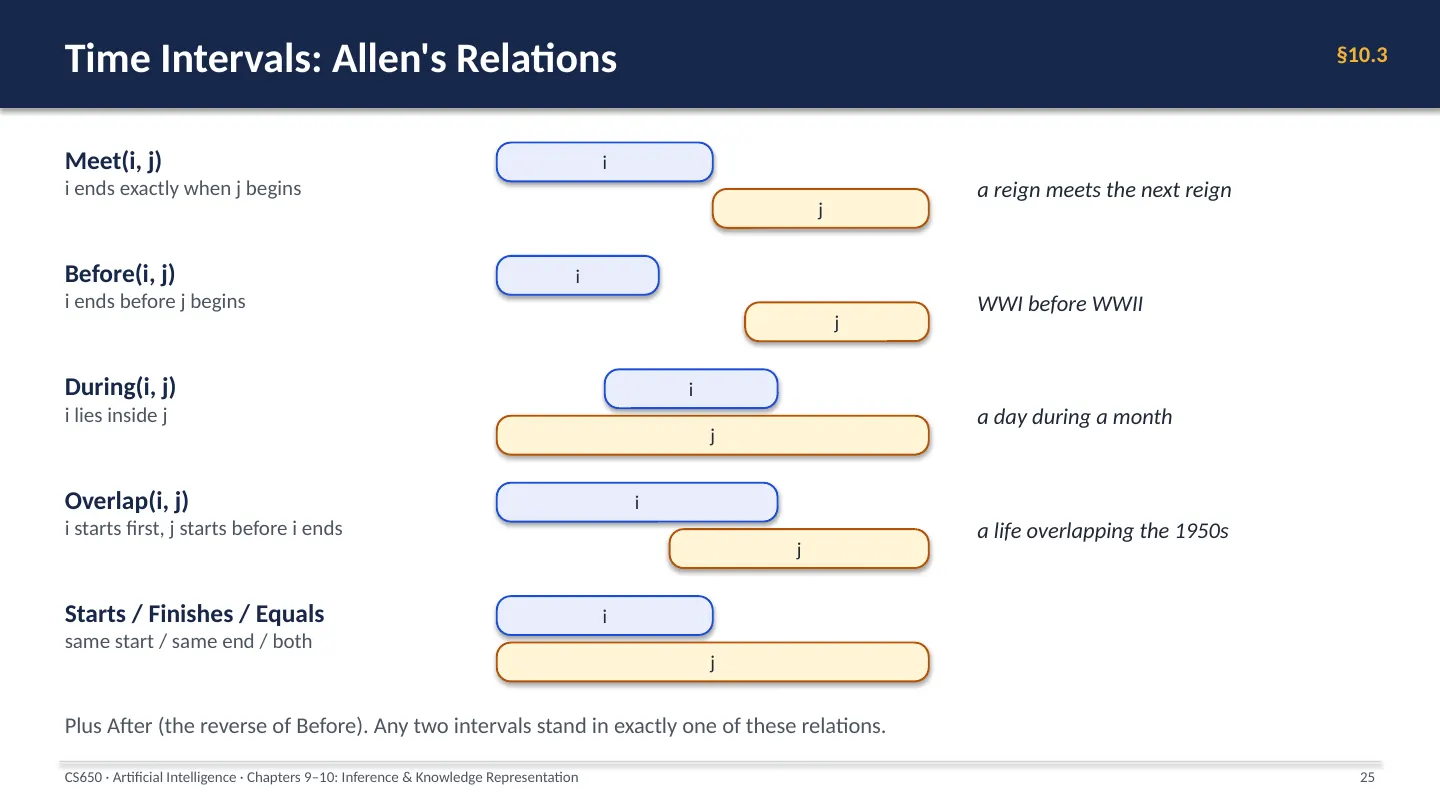 Time Intervals: Allen's Relations
§10.3
Meet(i, j)
i ends exactly when j begins
i
j
a reign meets the next reign
Before(i, j)
i ends before j begins
i
j
WWI before WWII
During(i, j)
i lies inside j
i
j
a day during a month
Overlap(i, j)
i starts first, j starts before i ends
i
j
a life overlapping the 1950s
Starts / Finishes / Equals
same start / same end / both
i
j
Plus After (the reverse of Before). Any two intervals stand in exactly one of these relations.
CS650 · Artificial Intelligence · Chapters 9–10: Inference & Knowledge Representation
25